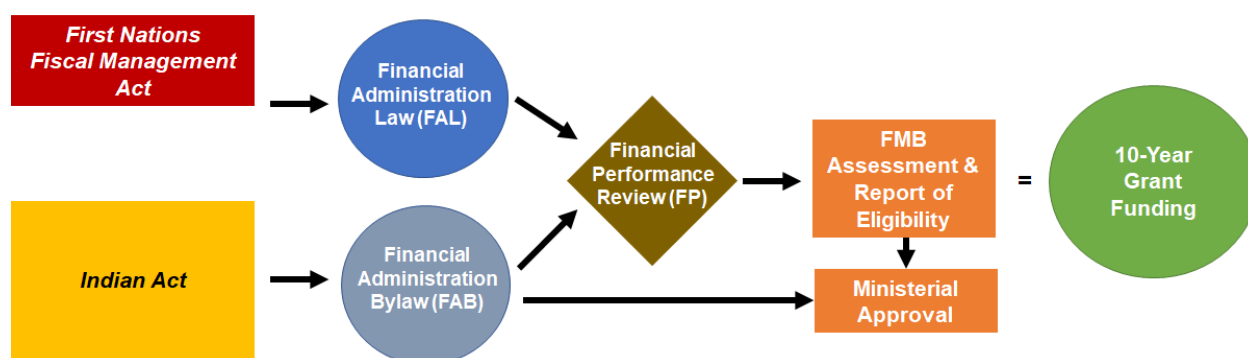 First Nations
Fiscal Management
Act
Financial
Administration
Law (FAL)
Financial
Performance
Review (FP)
FMB
Assessment &
Report of
Eligibility
=
10-Year
Grant
Funding
Indian Act
Financial
Administration
Bylaw (FAB)
Ministerial
Approval